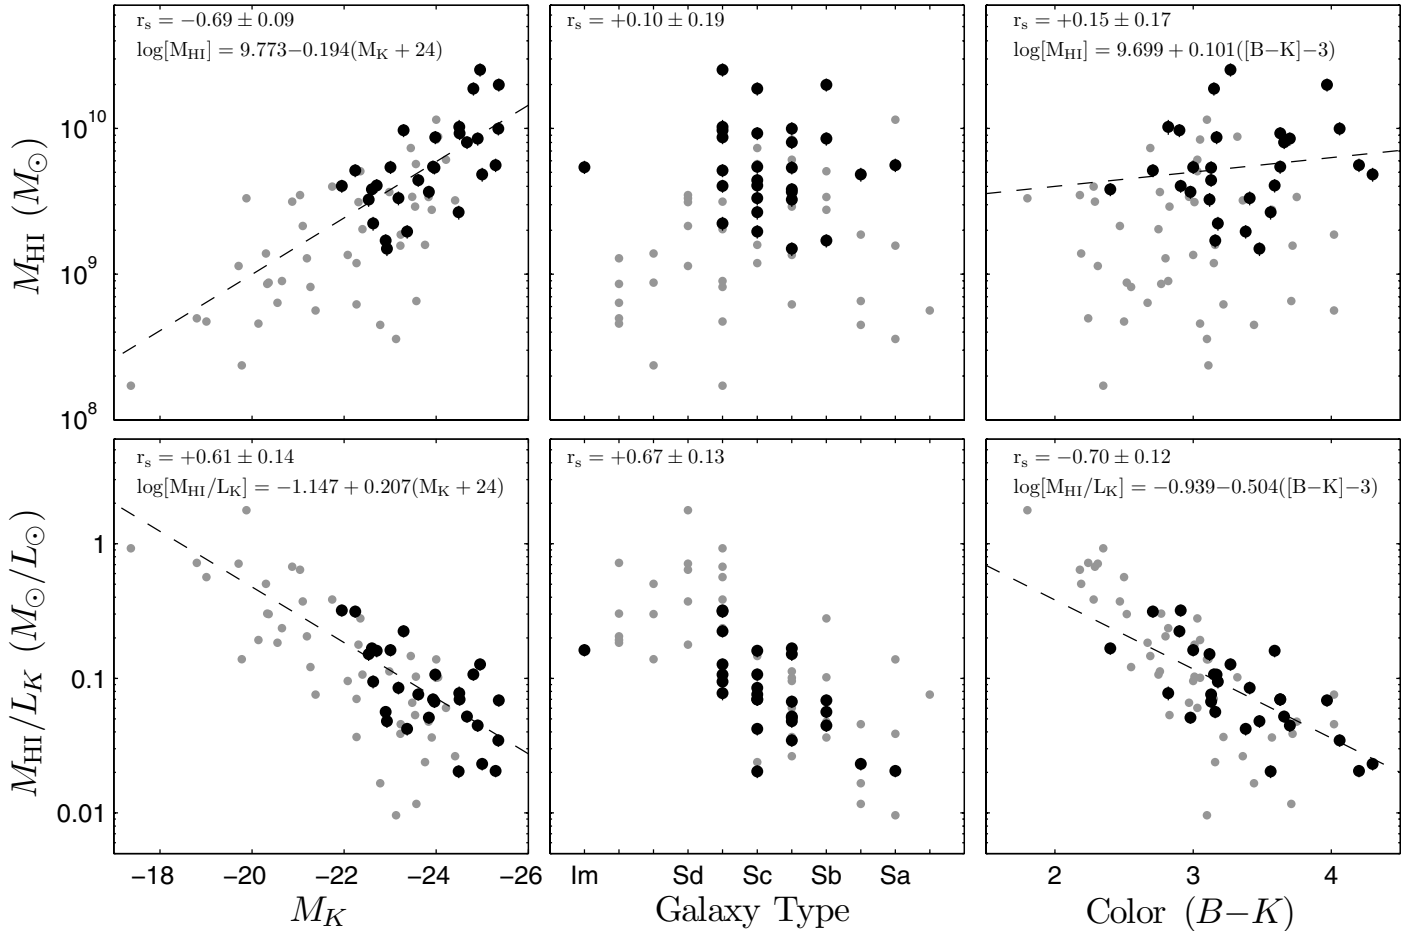 r_s = −0.69 ± 0.09
log[M_HI] = 9.773−0.194(M_K + 24)
r_s = +0.10 ± 0.19
r_s = +0.15 ± 0.17
log[M_HI] = 9.699 + 0.101([B−K]−3)
M_HI (M_⊙)
10^10
10^9
10^8
r_s = +0.61 ± 0.14
log[M_HI/L_K] = −1.147 + 0.207(M_K + 24)
r_s = +0.67 ± 0.13
r_s = −0.70 ± 0.12
log[M_HI/L_K] = −0.939−0.504([B−K]−3)
M_HI/L_K (M_⊙/L_⊙)
1
0.1
0.01
−18 −20 −22 −24 −26
Im Sd Sc Sb Sa
2 3 4
M_K
Galaxy Type
Color (B−K)